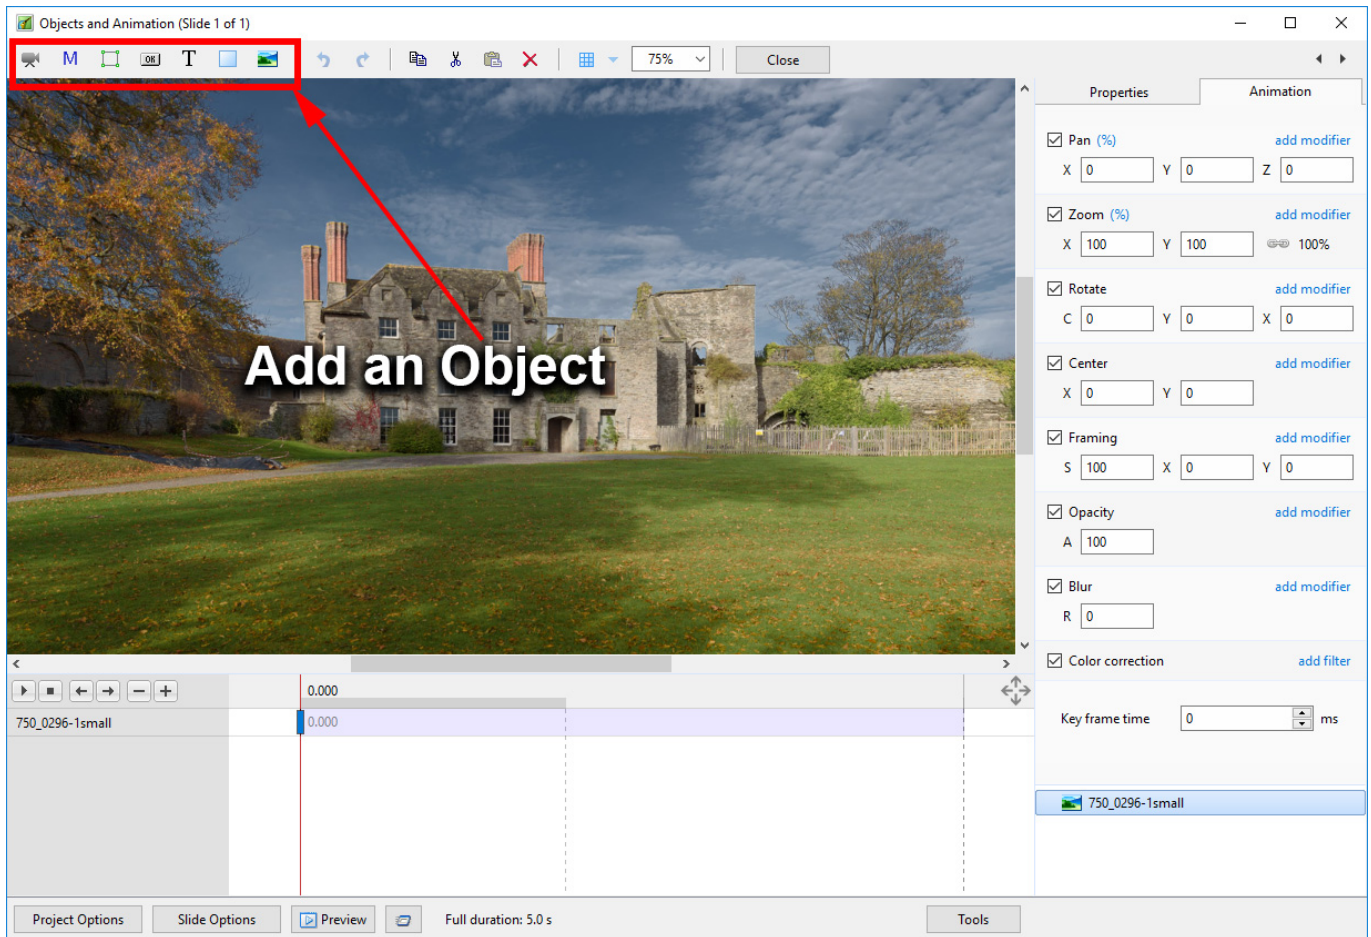 Objects and Animation (Slide 1 of 1)
M OK T 75% Close
Properties Animation
Pan (%) add modifier
X 0 Y 0 Z 0
Zoom (%) add modifier
X 100 Y 100 100%
Rotate add modifier
C 0 Y 0 X 0
Center add modifier
X 0 Y 0
Framing add modifier
S 100 X 0 Y 0
Opacity add modifier
A 100
Blur add modifier
R 0
Color correction add filter
Key frame time 0 ms
750_0296-1small
Add an Object
0.000
750_0296-1small 0.000
Project Options Slide Options Preview Full duration: 5.0 s Tools